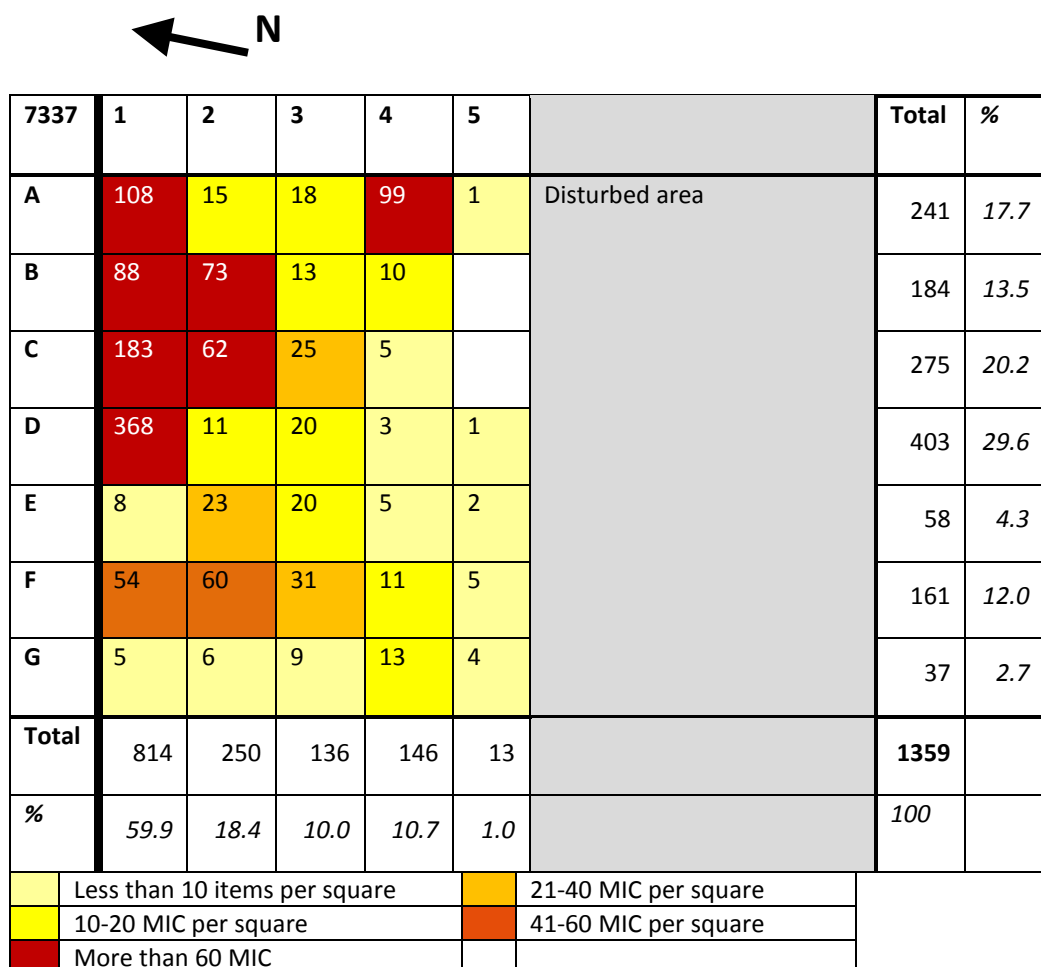 N
7337 1 2 3 4 5 Total %
A 108 15 18 99 1 Disturbed area 241 17.7
B 88 73 13 10 184 13.5
C 183 62 25 5 275 20.2
D 368 11 20 3 1 403 29.6
E 8 23 20 5 2 58 4.3
F 54 60 31 11 5 161 12.0
G 5 6 9 13 4 37 2.7
Total 814 250 136 146 13 1359
% 59.9 18.4 10.0 10.7 1.0 100
Less than 10 items per square 21-40 MIC per square
10-20 MIC per square 41-60 MIC per square
More than 60 MIC